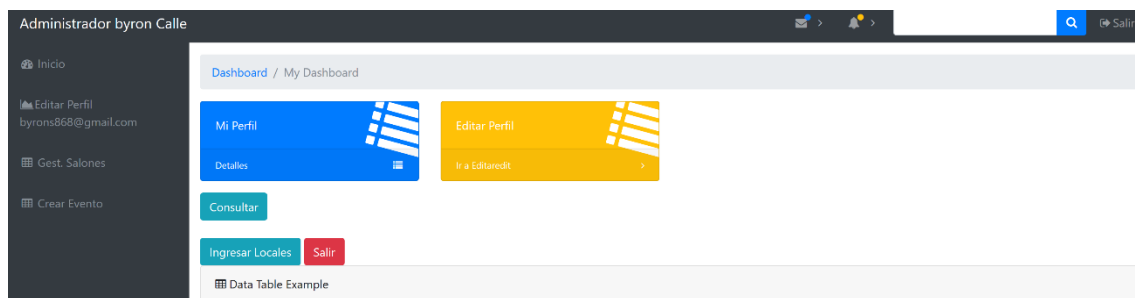 Administrador byron Calle
Salir
Inicio
Dashboard / My Dashboard
Editar Perfil
byrons868@gmail.com
Gest. Salones
Crear Evento
Mi Perfil
Detalles
Editar Perfil
Ir a Editaredit
Consultar
Ingresar Locales
Salir
Data Table Example